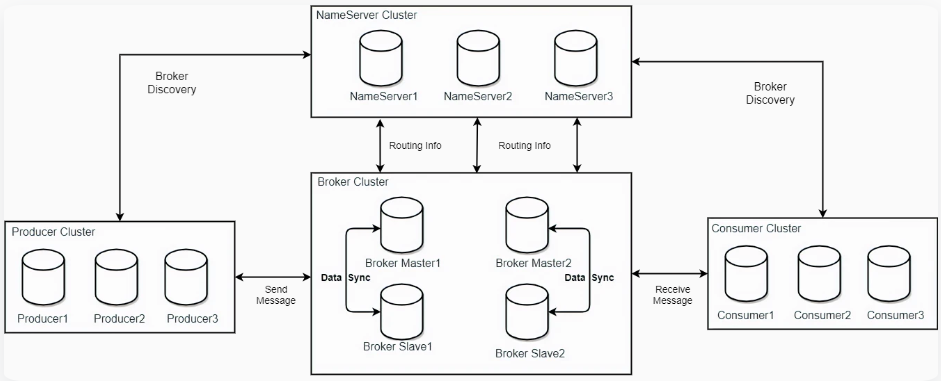 NameServer Cluster
NameServer1
NameServer2
NameServer3
Broker
Discovery
Broker
Discovery
Routing Info
Routing Info
Broker Cluster
Broker Master1
Broker Master2
Data Sync
Data Sync
Broker Slave1
Broker Slave2
Producer Cluster
Producer1
Producer2
Producer3
Send
Message
Consumer Cluster
Consumer1
Consumer2
Consumer3
Receive
Message